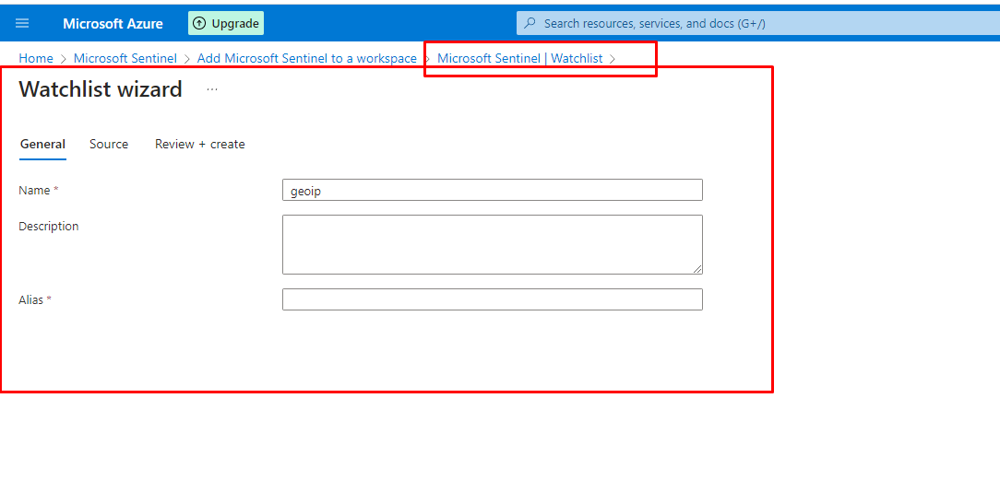 Microsoft Azure Upgrade Search resources, services, and docs (G+/)
Home > Microsoft Sentinel > Add Microsoft Sentinel to a workspace > Microsoft Sentinel | Watchlist >
Watchlist wizard ...
General Source Review + create
Name * geoip
Description
Alias *